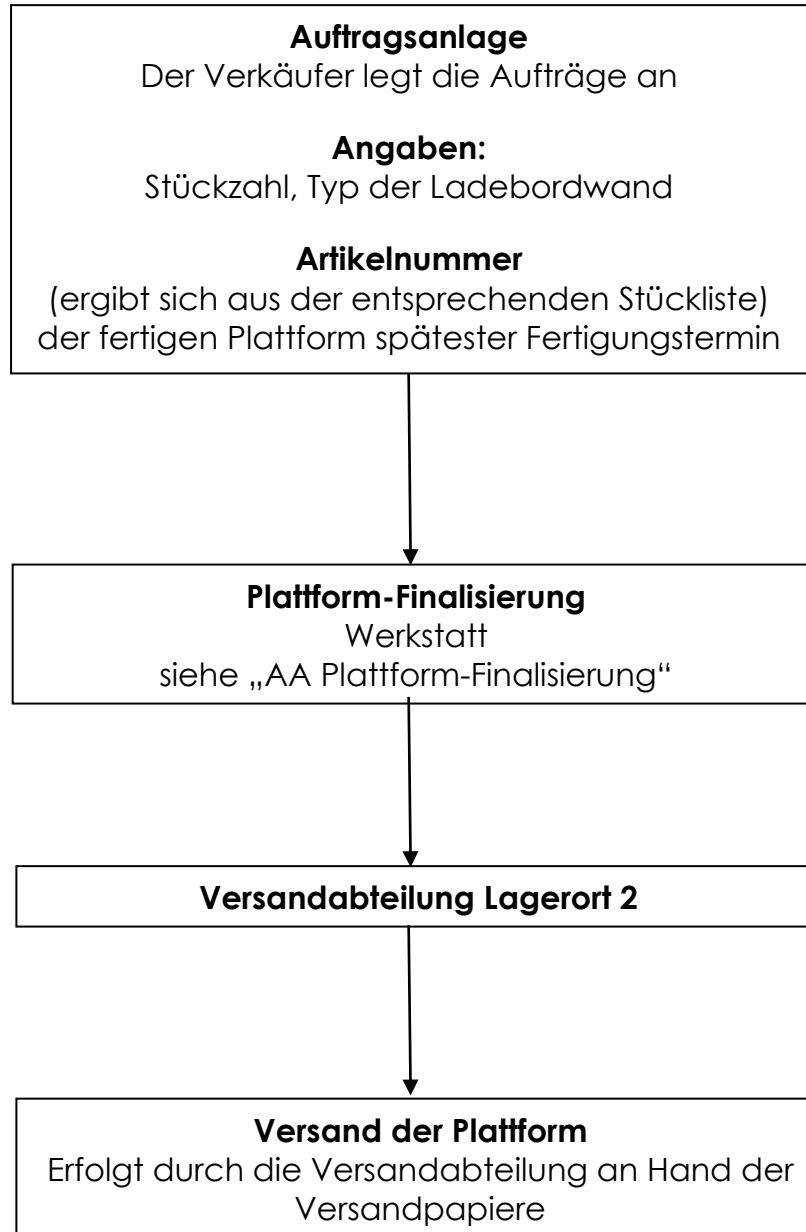 Auftragsanlage
Der Verkäufer legt die Aufträge an
Angaben:
Stückzahl, Typ der Ladebordwand
Artikelnummer
(ergibt sich aus der entsprechenden Stückliste)
der fertigen Plattform spätester Fertigungstermin
Plattform-Finalisierung
Werkstatt
siehe „AA Plattform-Finalisierung“
Versandabteilung Lagerort 2
Versand der Plattform
Erfolgt durch die Versandabteilung an Hand der
Versandpapiere